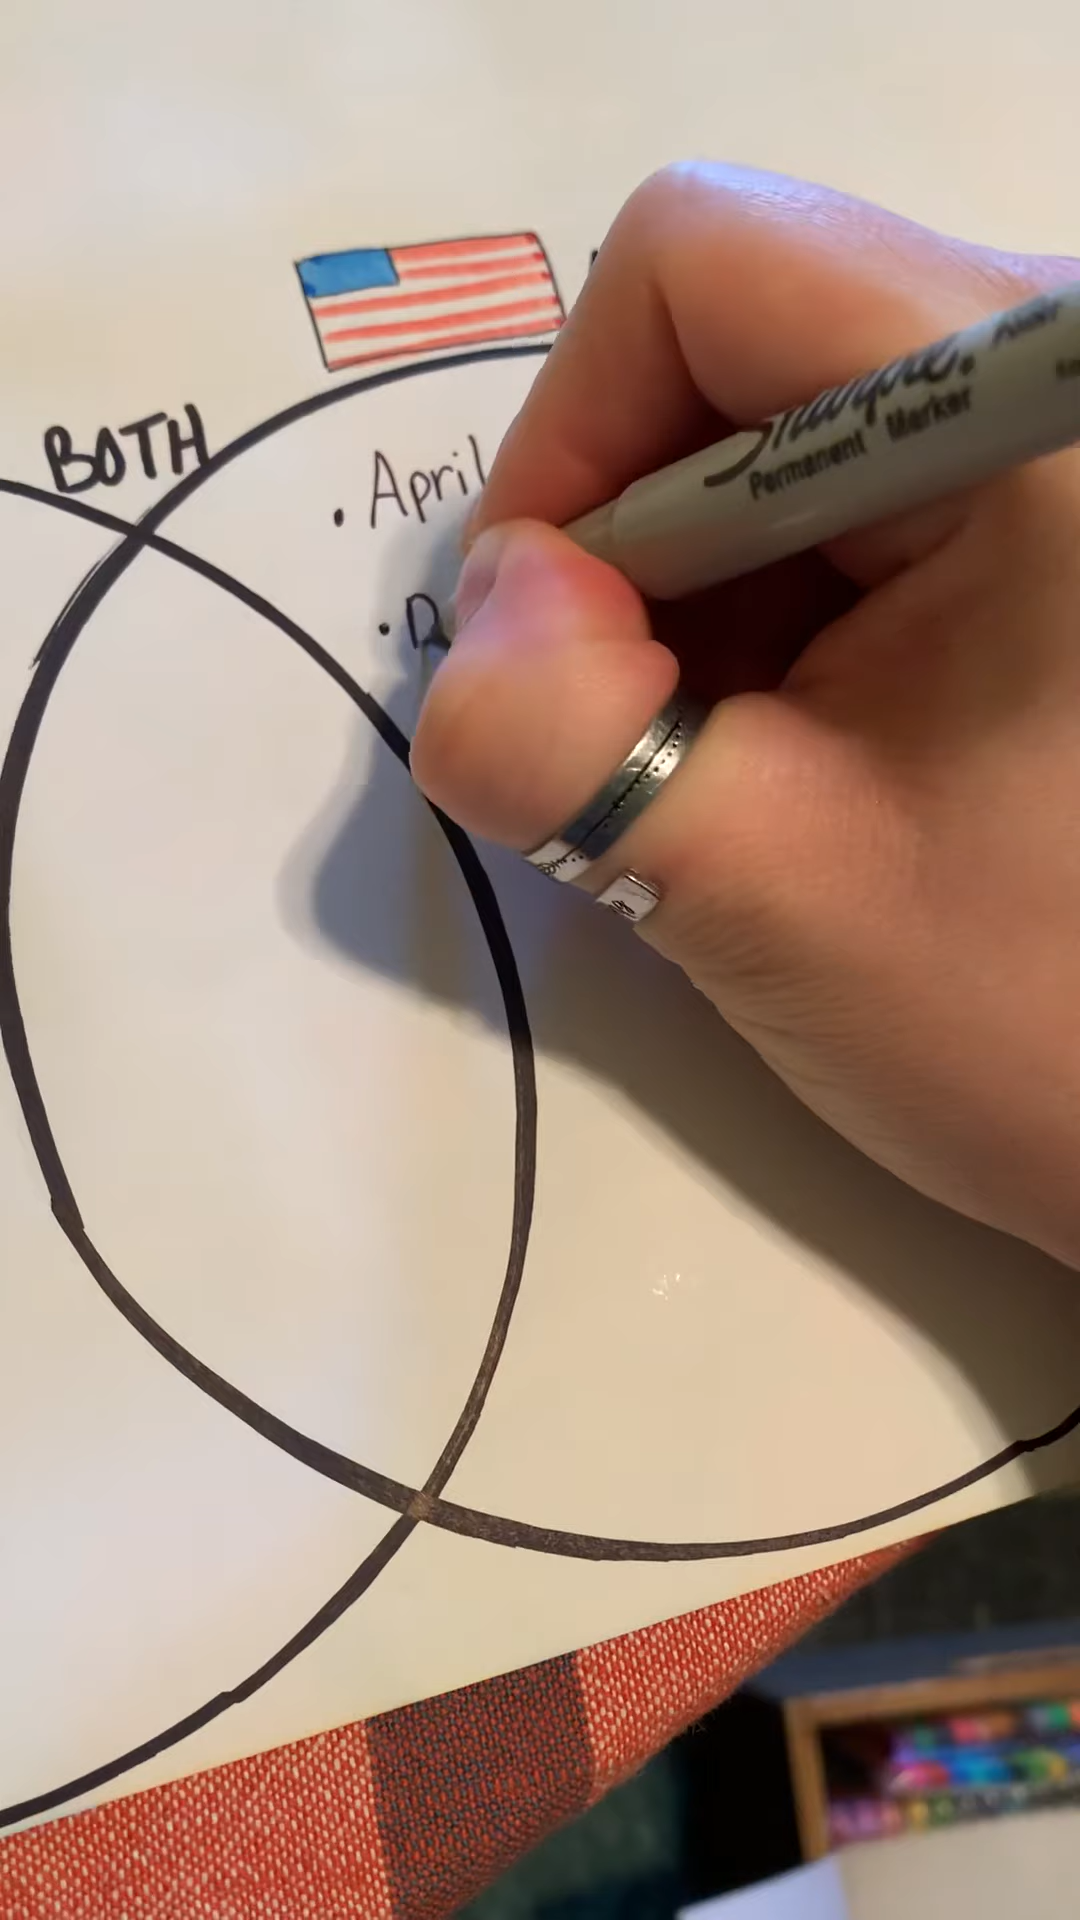 BOTH
• April
•
Sharpie.
Permanent Marker